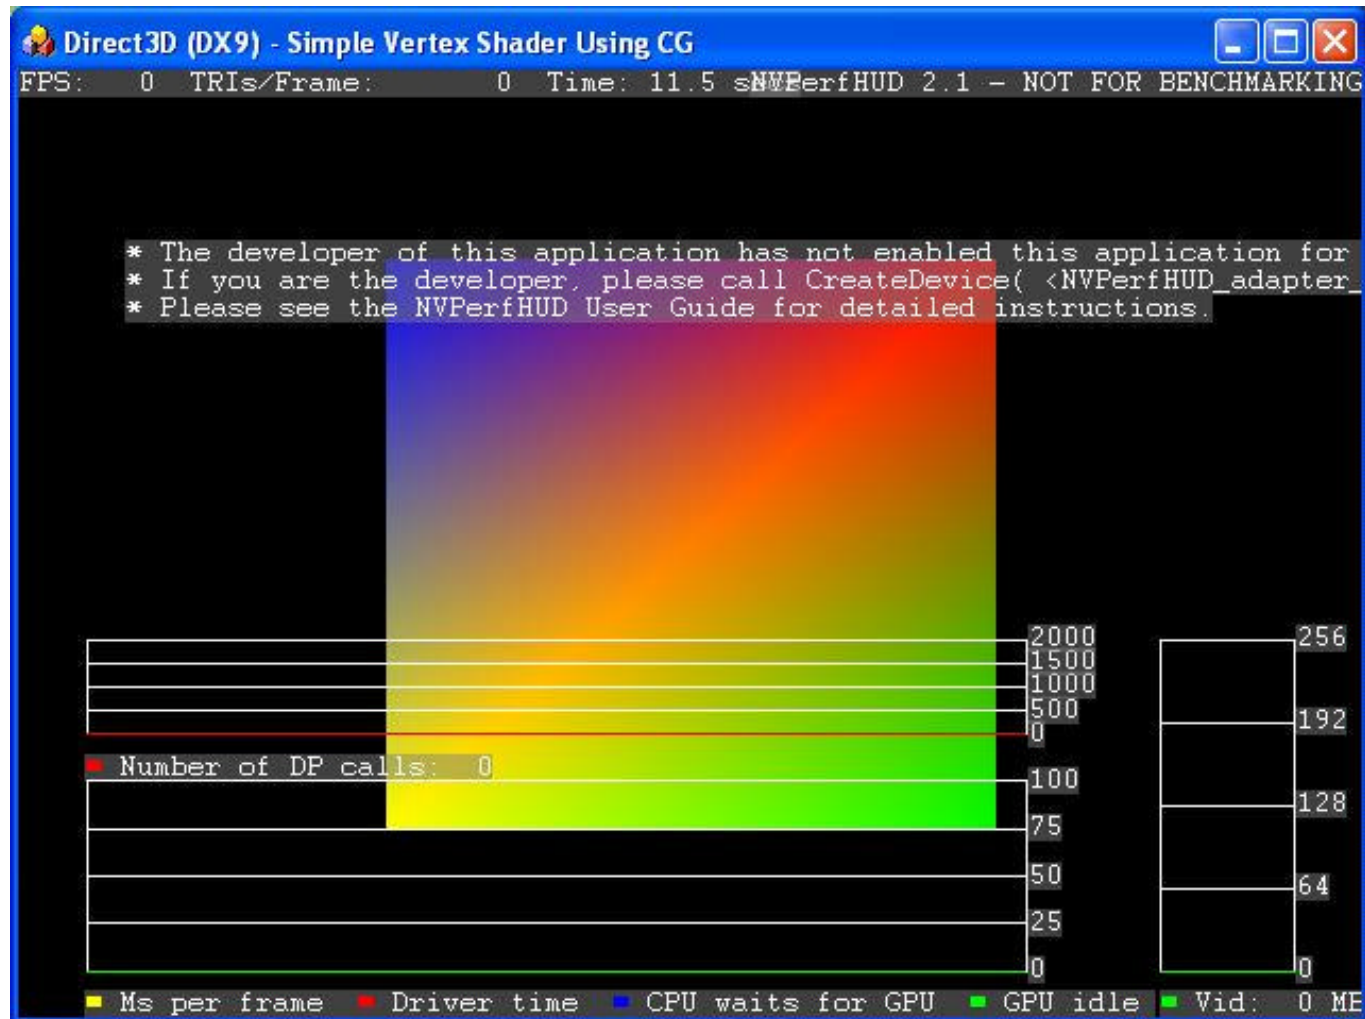 Direct3D (DX9) - Simple Vertex Shader Using CG
FPS: 0 TRIs/Frame: 0 Time: 11.5 NVPerfHUD 2.1 – NOT FOR BENCHMARKING
* The developer of this application has not enabled this application for
* If you are the developer, please call CreateDevice( <NVPerfHUD_adapter_
* Please see the NVPerfHUD User Guide for detailed instructions.
2000
1500
1000
500
0
256
192
128
64
0
Number of DP calls: 0
100
75
50
25
0
Ms per frame Driver time CPU waits for GPU GPU idle Vid: 0